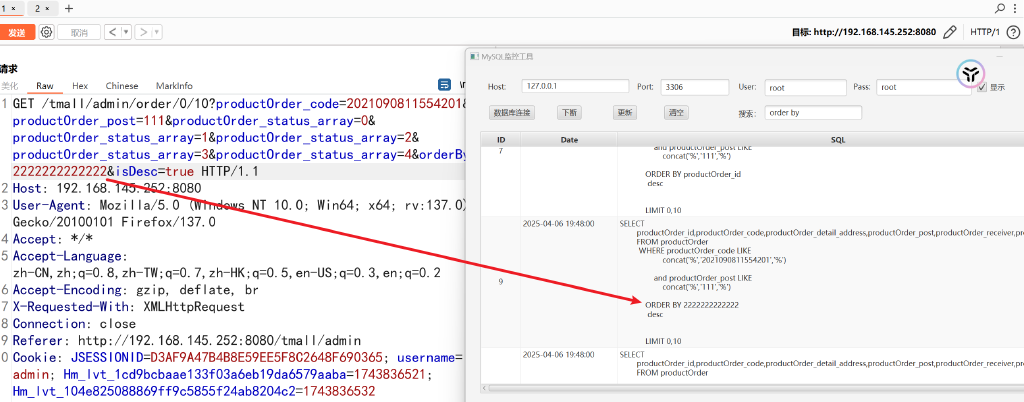 1 × 2 × +
发送 取消 < ▼ > ▼ 目标: http://192.168.145.252:8080 HTTP/1
请求
美化 Raw Hex Chinese MarkInfo \n
1 GET /tmall/admin/order/0/10?productOrder_code=2021090811554201&
productOrder_post=111&productOrder_status_array=0&
productOrder_status_array=1&productOrder_status_array=2&
productOrder_status_array=3&productOrder_status_array=4&orderBy
2222222222222&isDesc=true HTTP/1.1
2 Host: 192.168.145.252:8080
3 User-Agent: Mozilla/5.0 (Windows NT 10.0; Win64; x64; rv:137.0)
Gecko/20100101 Firefox/137.0
4 Accept: */*
5 Accept-Language:
zh-CN,zh;q=0.8,zh-TW;q=0.7,zh-HK;q=0.5,en-US;q=0.3,en;q=0.2
6 Accept-Encoding: gzip, deflate, br
7 X-Requested-With: XMLHttpRequest
8 Connection: close
9 Referer: http://192.168.145.252:8080/tmall/admin
0 Cookie: JSESSIONID=D3AF9A47B4B8E59EE5F8C2648F690365; username=
admin; Hm_lvt_1cd9bcbaae133f03a6eb19da6579aaba=1743836521;
Hm_lvt_104e825088869ff9c5855f24ab8204c2=1743836532
MySQL监控工具
Host: 127.0.0.1 Port: 3306 User: root Pass: root 显示
数据库连接 下断 更新 清空 搜索: order by
ID Date SQL
7
and productOrder_post LIKE
concat('%','111','%')
ORDER BY productOrder_id
desc
LIMIT 0,10
2025-04-06 19:48:00 SELECT
productOrder_id,productOrder_code,productOrder_detail_address,productOrder_post,productOrder_receiver,pro
FROM productOrder
WHERE productOrder_code LIKE
concat('%','2021090811554201','%')
9
and productOrder_post LIKE
concat('%','111','%')
ORDER BY 2222222222222
desc
LIMIT 0,10
2025-04-06 19:48:00 SELECT
productOrder_id,productOrder_code,productOrder_detail_address,productOrder_post,productOrder_receiver,pro
FROM productOrder